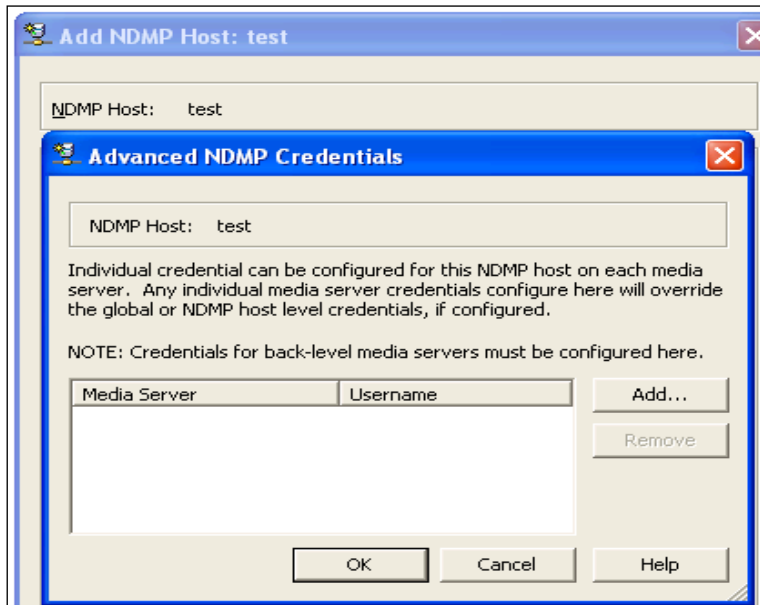 Add NDMP Host: test
NDMP Host: test
Advanced NDMP Credentials
NDMP Host: test
Individual credential can be configured for this NDMP host on each media
server. Any individual media server credentials configure here will override
the global or NDMP host level credentials, if configured.
NOTE: Credentials for back-level media servers must be configured here.
Media Server Username
Add...
Remove
OK Cancel Help